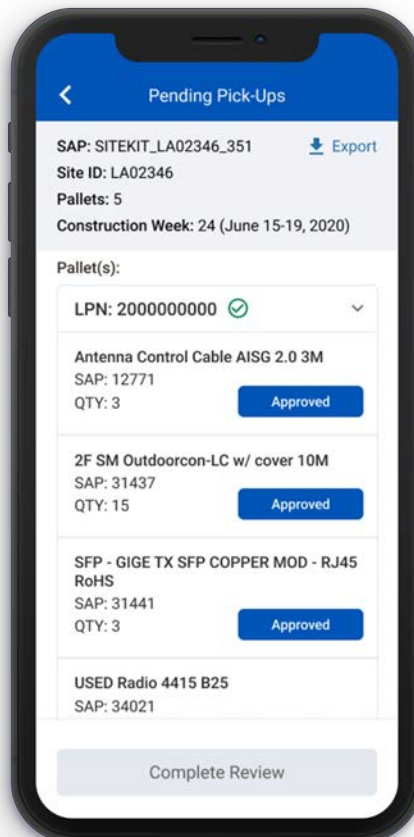 Pending Pick-Ups
SAP: SITEKIT_LA02346_351
Export
Site ID: LA02346
Pallets: 5
Construction Week: 24 (June 15-19, 2020)
Pallet(s):
LPN: 2000000000
Antenna Control Cable AISG 2.0 3M
SAP: 12771
QTY: 3
Approved
2F SM Outdoorcon-LC w/ cover 10M
SAP: 31437
QTY: 15
Approved
SFP - GIGE TX SFP COPPER MOD - RJ45
RoHS
SAP: 31441
QTY: 3
Approved
USED Radio 4415 B25
SAP: 34021
Complete Review